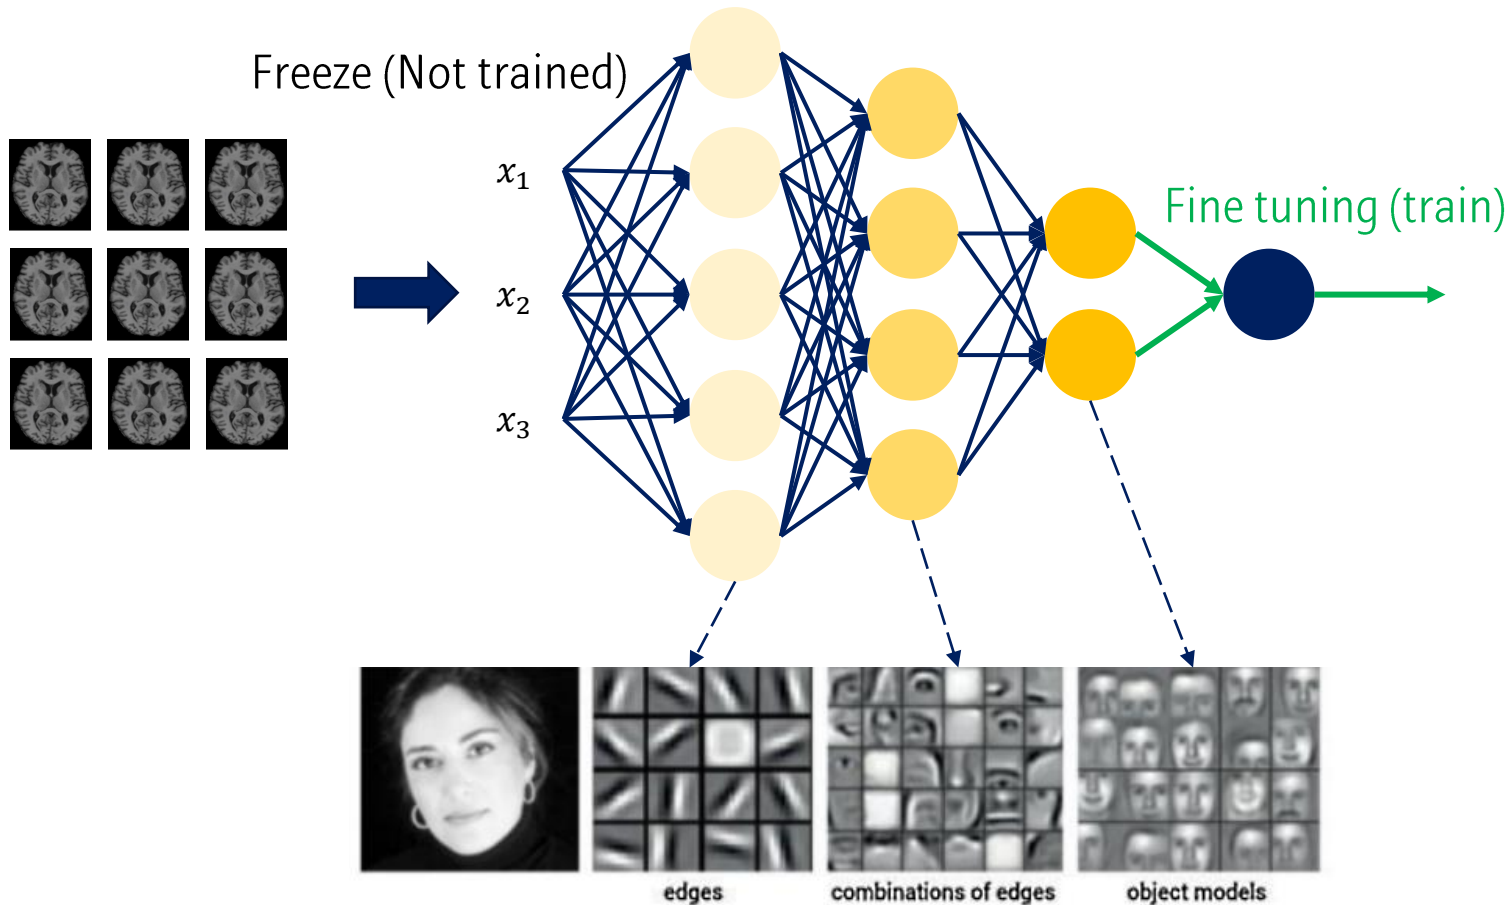 Freeze (Not trained)
x₁
x₂
x₃
Fine tuning (train)
edges
combinations of edges
object models